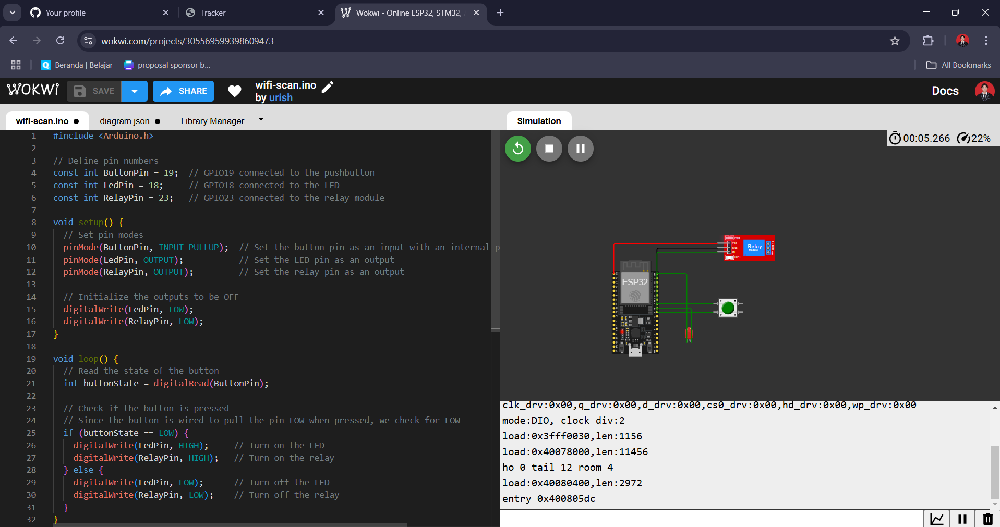 Your profile
Tracker
Wokwi - Online ESP32, STM32,
wokwi.com/projects/305569599398609473
Beranda | Belajar
proposal sponsor b...
All Bookmarks
WOKWi
SAVE
SHARE
wifi-scan.ino
by urish
Docs
wifi-scan.ino
diagram.json
Library Manager
Simulation
1 #include <Arduino.h>
2
3 // Define pin numbers
4 const int ButtonPin = 19;  // GPIO19 connected to the pushbutton
5 const int LedPin = 18;     // GPIO18 connected to the LED
6 const int RelayPin = 23;   // GPIO23 connected to the relay module
7
8 void setup() {
9   // Set pin modes
10   pinMode(ButtonPin, INPUT_PULLUP);  // Set the button pin as an input with an internal p
11   pinMode(LedPin, OUTPUT);           // Set the LED pin as an output
12   pinMode(RelayPin, OUTPUT);         // Set the relay pin as an output
13
14   // Initialize the outputs to be OFF
15   digitalWrite(LedPin, LOW);
16   digitalWrite(RelayPin, LOW);
17 }
18
19 void loop() {
20   // Read the state of the button
21   int buttonState = digitalRead(ButtonPin);
22
23   // Check if the button is pressed
24   // Since the button is wired to pull the pin LOW when pressed, we check for LOW
25   if (buttonState == LOW) {
26     digitalWrite(LedPin, HIGH);     // Turn on the LED
27     digitalWrite(RelayPin, HIGH);   // Turn on the relay
28   } else {
29     digitalWrite(LedPin, LOW);      // Turn off the LED
30     digitalWrite(RelayPin, LOW);    // Turn off the relay
31   }
32 }
00:05.266
22%
PWR
VCC
GND
IN
LED1
Relay
Module
ESP32
clk_drv:0x00,q_drv:0x00,d_drv:0x00,cs0_drv:0x00,hd_drv:0x00,wp_drv:0x00
mode:DIO, clock div:2
load:0x3fff0030,len:1156
load:0x40078000,len:11456
ho 0 tail 12 room 4
load:0x40080400,len:2972
entry 0x400805dc